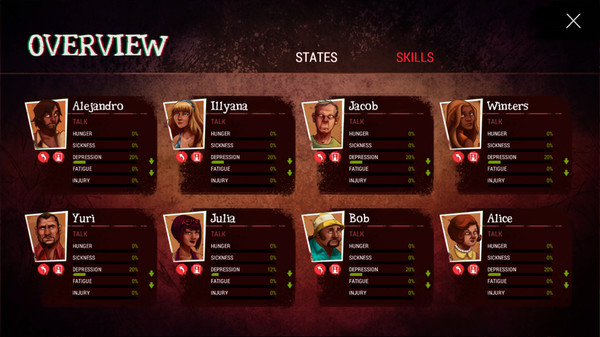 OVERVIEW
STATES SKILLS
Alejandro
TALK
HUNGER 0%
SICKNESS 0%
DEPRESSION 20%
FATIGUE 0%
INJURY 0%
Illyana
TALK
HUNGER 0%
SICKNESS 0%
DEPRESSION 20%
FATIGUE 0%
INJURY 0%
Jacob
TALK
HUNGER 0%
SICKNESS 0%
DEPRESSION 20%
FATIGUE 0%
INJURY 0%
Winters
TALK
HUNGER 0%
SICKNESS 0%
DEPRESSION 20%
FATIGUE 0%
INJURY 0%
Yuri
TALK
HUNGER 0%
SICKNESS 0%
DEPRESSION 20%
FATIGUE 0%
INJURY 0%
Julia
TALK
HUNGER 0%
SICKNESS 0%
DEPRESSION 12%
FATIGUE 0%
INJURY 0%
Bob
TALK
HUNGER 0%
SICKNESS 0%
DEPRESSION 20%
FATIGUE 0%
INJURY 0%
Alice
TALK
HUNGER 0%
SICKNESS 0%
DEPRESSION 20%
FATIGUE 0%
INJURY 0%